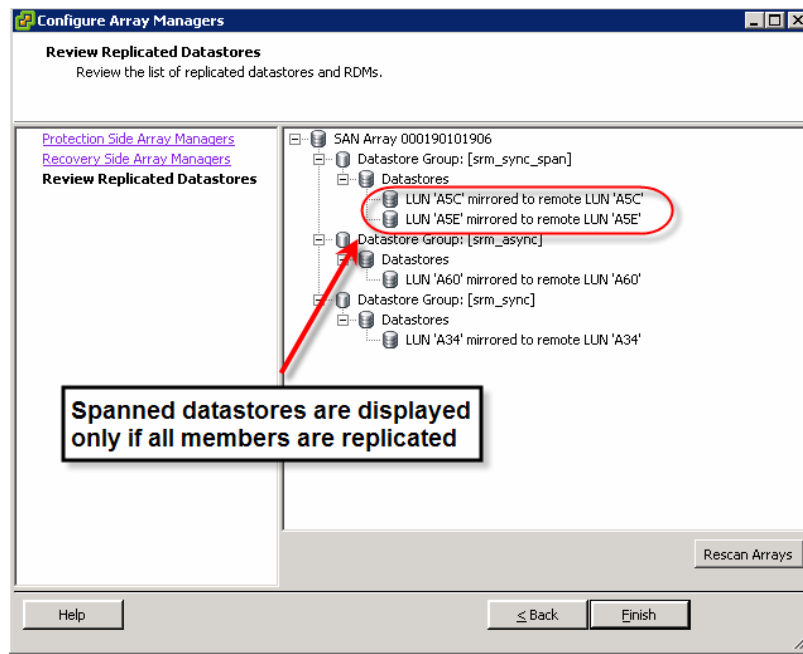 Configure Array Managers
Review Replicated Datastores
Review the list of replicated datastores and RDMs.
Protection Side Array Managers
Recovery Side Array Managers
Review Replicated Datastores
SAN Array 000190101906
Datastore Group: [srm_sync_span]
Datastores
LUN 'A5C' mirrored to remote LUN 'A5C'
LUN 'A5E' mirrored to remote LUN 'A5E'
Datastore Group: [srm_async]
Datastores
LUN 'A60' mirrored to remote LUN 'A60'
Datastore Group: [srm_sync]
Datastores
LUN 'A34' mirrored to remote LUN 'A34'
Spanned datastores are displayed
only if all members are replicated
Rescan Arrays
Help
< Back
Finish